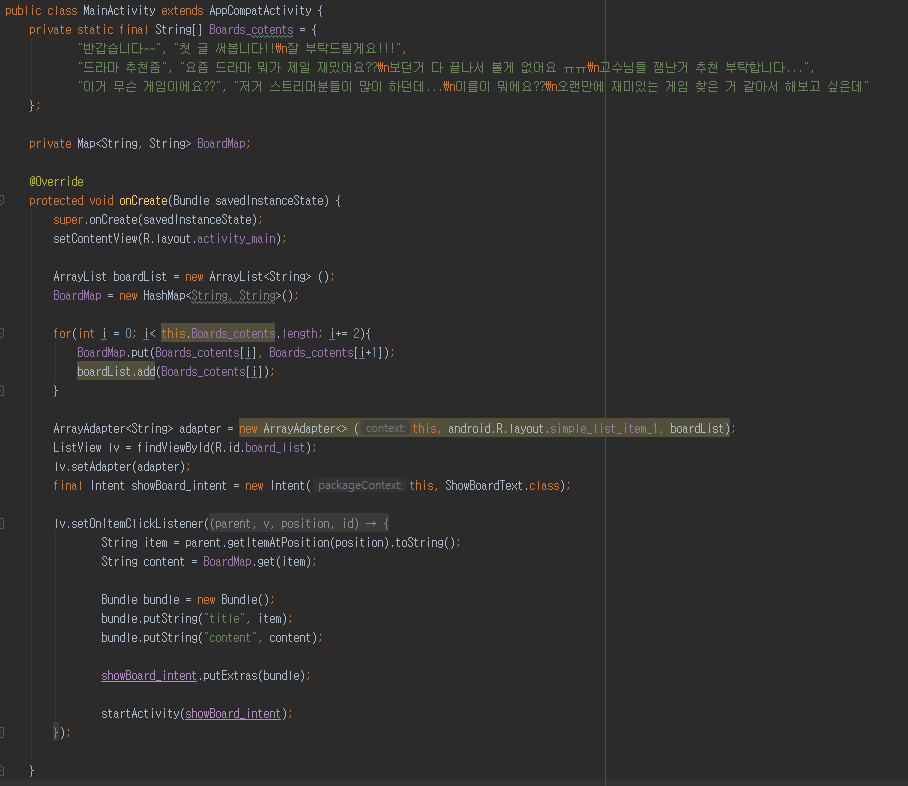 public class MainActivity extends AppCompatActivity {
    private static final String[] Boards_cotents = {
            "반갑습니다~~", "첫 글 써봅니다!!₩n잘 부탁드릴게요!!!",
            "드라마 추천좀", "요즘 드라마 뭐가 제일 재밌어요??₩n보던거 다 끝나서 볼게 없어요 ㅠㅠ₩n고수님들 잼난거 추천 부탁합니다...",
            "이거 무슨 게임이에요??", "저거 스트리머분들이 많이 하던데...₩n이름이 뭐에요??₩n오랜만에 재미있는 게임 찾은 거 같아서 해보고 싶은데"
    };

    private Map<String, String> BoardMap;

    @Override
    protected void onCreate(Bundle savedInstanceState) {
        super.onCreate(savedInstanceState);
        setContentView(R.layout.activity_main);

        ArrayList boardList = new ArrayList<String> ();
        BoardMap = new HashMap<String, String>();

        for(int i = 0; i< this.Boards_cotents.length; i+= 2){
            BoardMap.put(Boards_cotents[i], Boards_cotents[i+1]);
            boardList.add(Boards_cotents[i]);
        }

        ArrayAdapter<String> adapter = new ArrayAdapter<> ( context: this, android.R.layout.simple_list_item_1, boardList);
        ListView lv = findViewById(R.id.board_list);
        lv.setAdapter(adapter);
        final Intent showBoard_intent = new Intent( packageContext: this, ShowBoardText.class);

        lv.setOnItemClickListener((parent, v, position, id) → {
                String item = parent.getItemAtPosition(position).toString();
                String content = BoardMap.get(item);

                Bundle bundle = new Bundle();
                bundle.putString("title", item);
                bundle.putString("content", content);

                showBoard_intent.putExtras(bundle);

                startActivity(showBoard_intent);
        });

    }